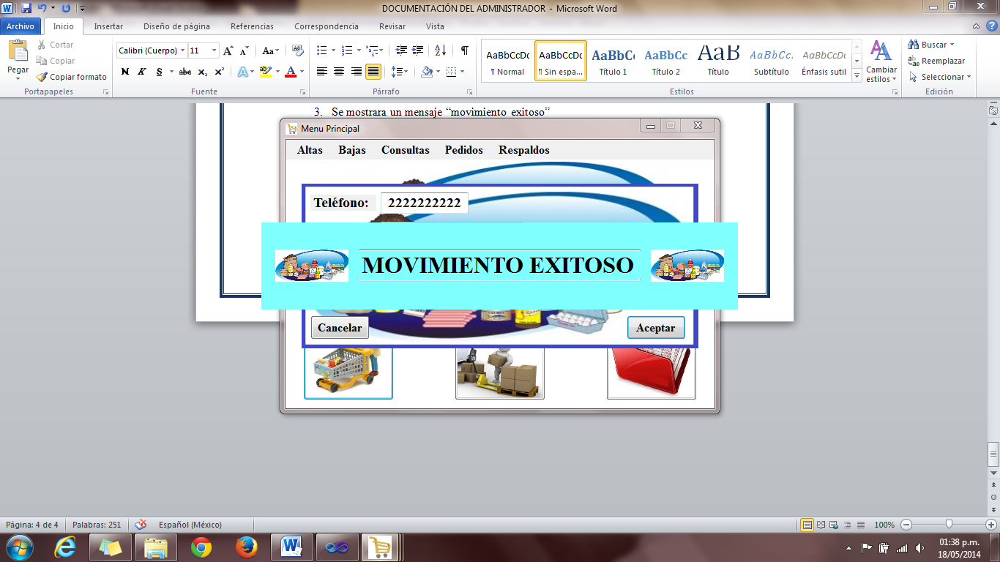 DOCUMENTACIÓN DEL ADMINISTRADOR - Microsoft Word
Archivo Inicio Insertar Diseño de página Referencias Correspondencia Revisar Vista
Pegar
Cortar
Copiar
Copiar formato
Portapapeles
Calibri (Cuerpo) 11
N K S abc x₂ x² A A
Fuente
Párrafo
AaBbCcDc AaBbCcDc AaBbCc AaBbCc AaB AaBbCc. AaBbCcDc
¶ Normal ¶ Sin espa... Título 1 Título 2 Título Subtítulo Énfasis sutil
Estilos
Cambiar estilos
Buscar
Reemplazar
Seleccionar
Edición
3. Se mostrara un mensaje “movimiento exitoso”
Menu Principal
Altas Bajas Consultas Pedidos Respaldos
Teléfono: 2222222222
MOVIMIENTO EXITOSO
Cancelar Aceptar
Página: 4 de 4 Palabras: 251 Español (México) 100%
01:38 p.m.
18/05/2014